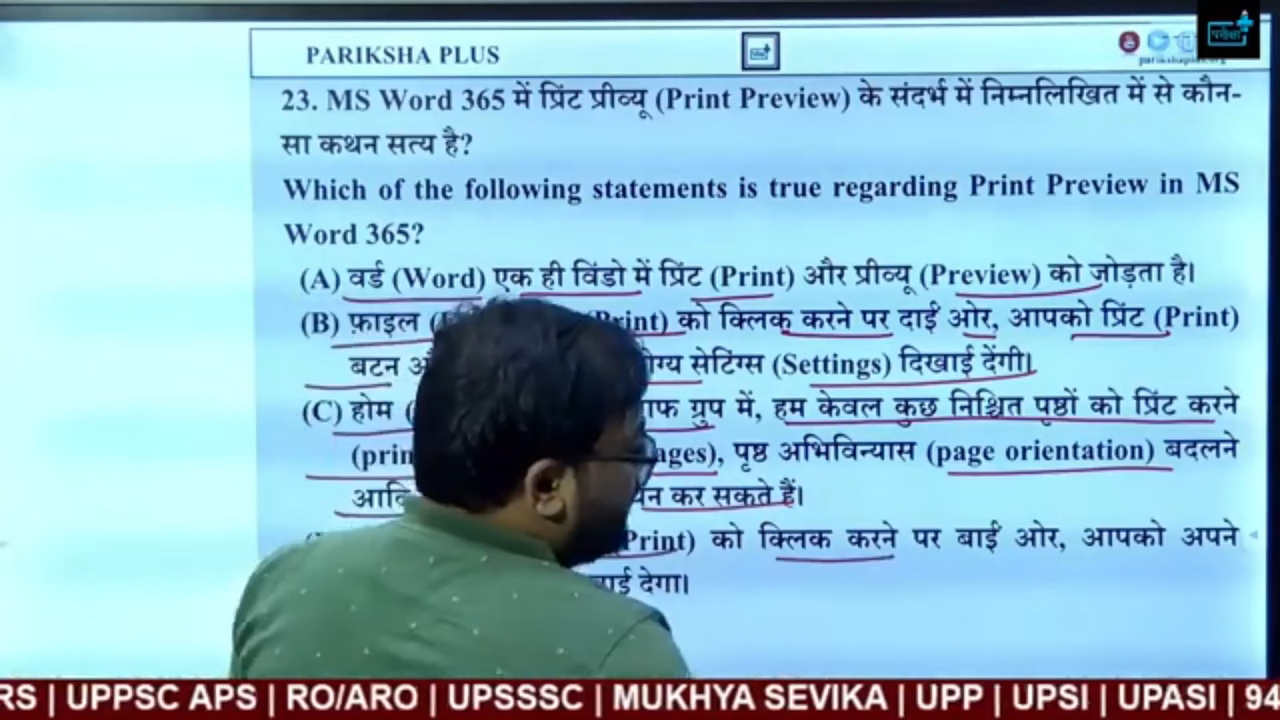 परीक्षा
PARIKSHA PLUS
23. MS Word 365 में प्रिंट प्रीव्यू (Print Preview) के संदर्भ में निम्नलिखित में से कौन-
सा कथन सत्य है?
Which of the following statements is true regarding Print Preview in MS
Word 365?
(A) वर्ड (Word) एक ही विंडो में प्रिंट (Print) और प्रीव्यू (Preview) को जोड़ता है।
(B) फ़ाइल Print) को क्लिक करने पर दाईं ओर, आपको प्रिंट (Print)
बटन सेटिंग्स (Settings) दिखाई देंगी।
(C) होम ग्रुप में, हम केवल कुछ निश्चित पृष्ठों को प्रिंट करने
पृष्ठ अभिविन्यास (page orientation) बदलने
कर सकते हैं।
Print) को क्लिक करने पर बाईं ओर, आपको अपने
देगा।
RS | UPPSC APS | RO/ARO | UPSSSC | MUKHYA SEVIKA | UPP | UPSI | UPASI | 94